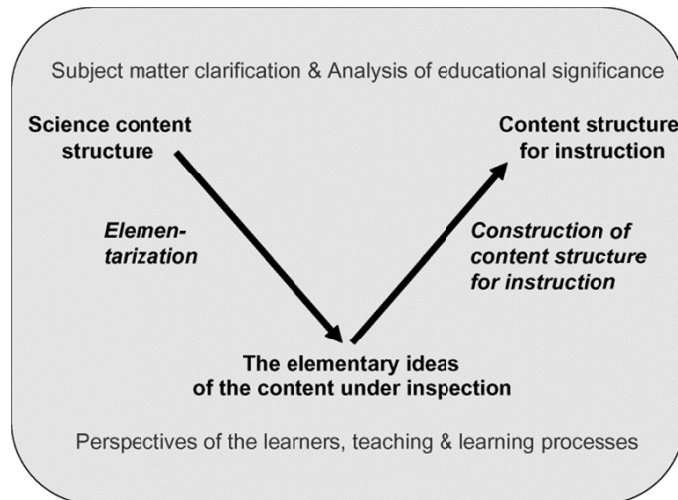 Subject matter clarification & Analysis of educational significance
Science content
structure
Content structure
for instruction
Elemen-
tarization
Construction of
content structure
for instruction
The elementary ideas
of the content under inspection
Perspectives of the learners, teaching & learning processes